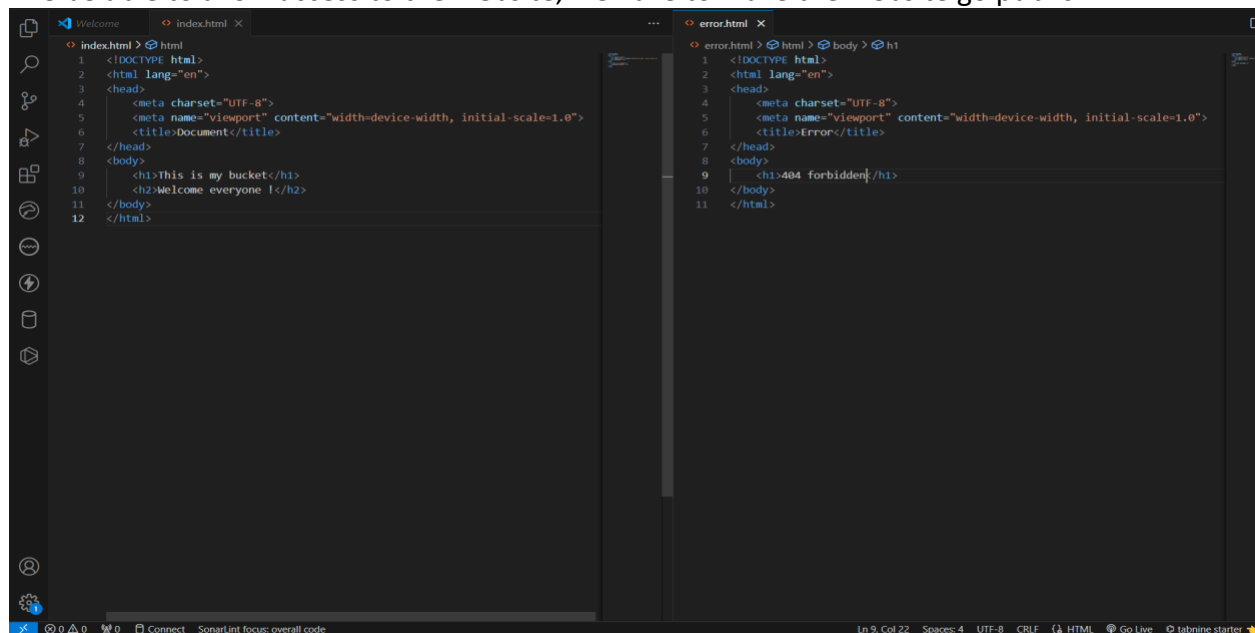 Welcome
index.html
index.html > html
1 <!DOCTYPE html>
2 <html lang="en">
3 <head>
4 <meta charset="UTF-8">
5 <meta name="viewport" content="width=device-width, initial-scale=1.0">
6 <title>Document</title>
7 </head>
8 <body>
9 <h1>This is my bucket</h1>
10 <h2>Welcome everyone !</h2>
11 </body>
12 </html>
error.html
error.html > html > body > h1
1 <!DOCTYPE html>
2 <html lang="en">
3 <head>
4 <meta charset="UTF-8">
5 <meta name="viewport" content="width=device-width, initial-scale=1.0">
6 <title>Error</title>
7 </head>
8 <body>
9 <h1>404 forbidden</h1>
10 </body>
11 </html>
1
0 0 0 Connect SonarLint focus: overall code Ln 9, Col 22 Spaces: 4 UTF-8 CRLF HTML Go Live tabnine starter